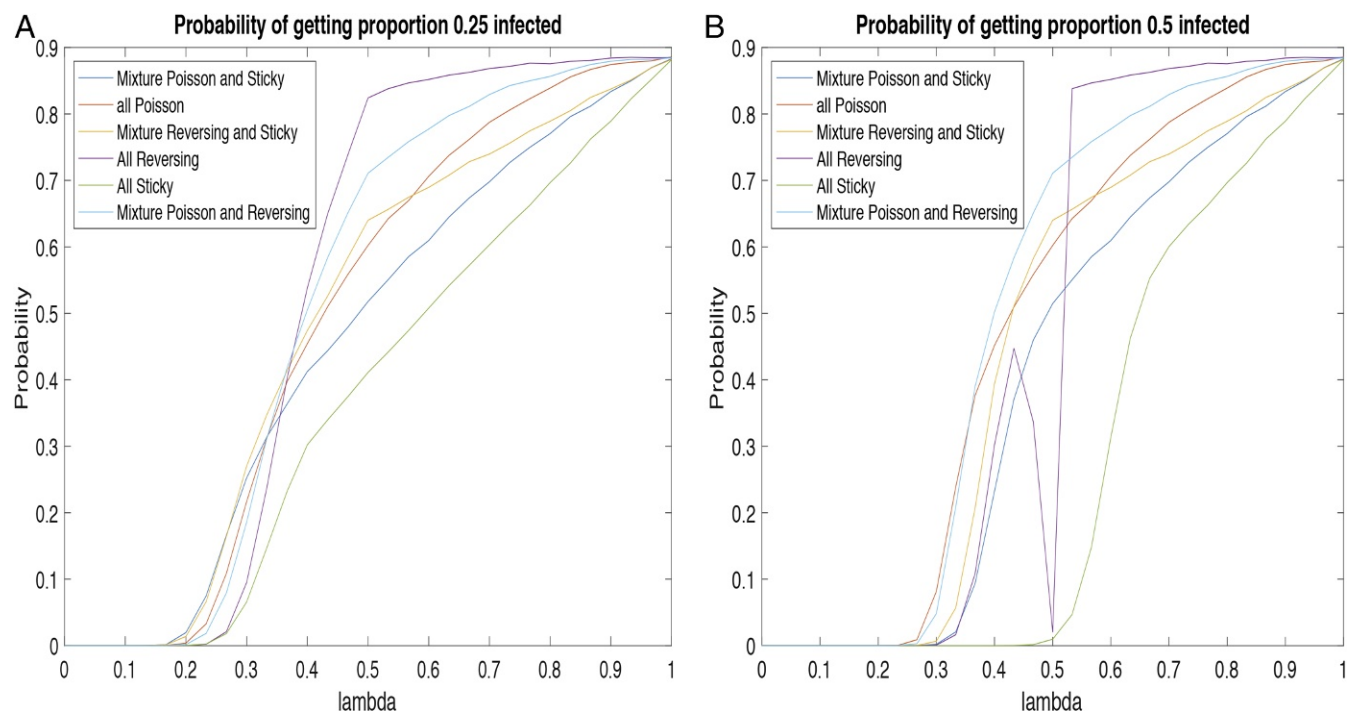 A
Probability of getting proportion 0.25 infected
0.9
0.8
0.7
0.6
0.5
0.4
0.3
0.2
0.1
0
Probability
Mixture Poisson and Sticky
all Poisson
Mixture Reversing and Sticky
All Reversing
All Sticky
Mixture Poisson and Reversing
0 0.1 0.2 0.3 0.4 0.5 0.6 0.7 0.8 0.9 1
lambda
B
Probability of getting proportion 0.5 infected
0.9
0.8
0.7
0.6
0.5
0.4
0.3
0.2
0.1
0
Probability
Mixture Poisson and Sticky
all Poisson
Mixture Reversing and Sticky
All Reversing
All Sticky
Mixture Poisson and Reversing
0 0.1 0.2 0.3 0.4 0.5 0.6 0.7 0.8 0.9 1
lambda